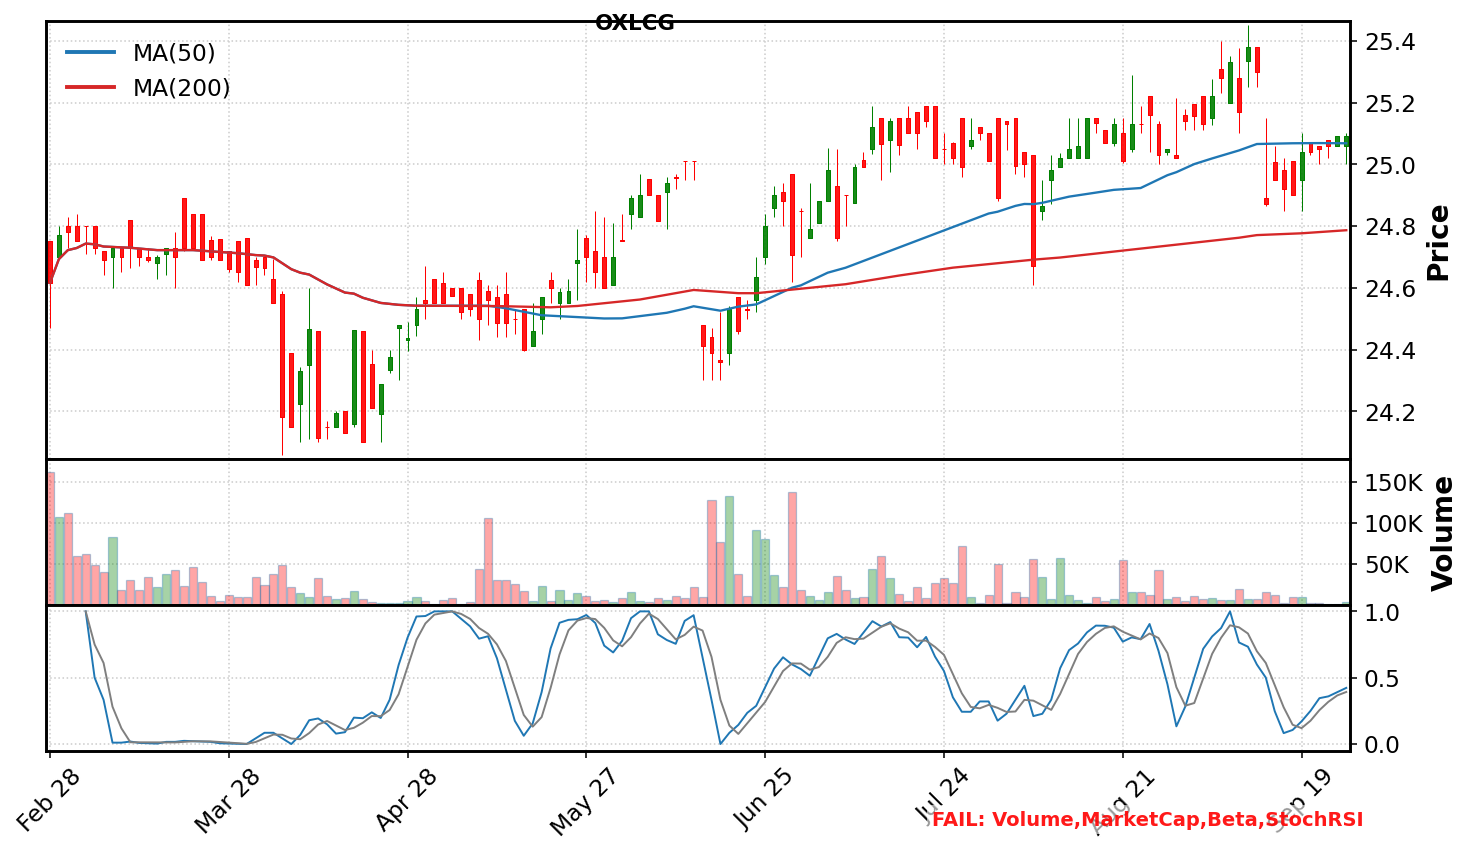 OXLCG
MA(50)
MA(200)
25.4
25.2
25.0
24.8
24.6
24.4
24.2
Price
150K
100K
50K
Volume
1.0
0.5
0.0
Feb 28
Mar 28
Apr 28
May 27
Jun 25
Jul 24
Aug 21
Sep 19
FAIL: Volume,MarketCap,Beta,StochRSI